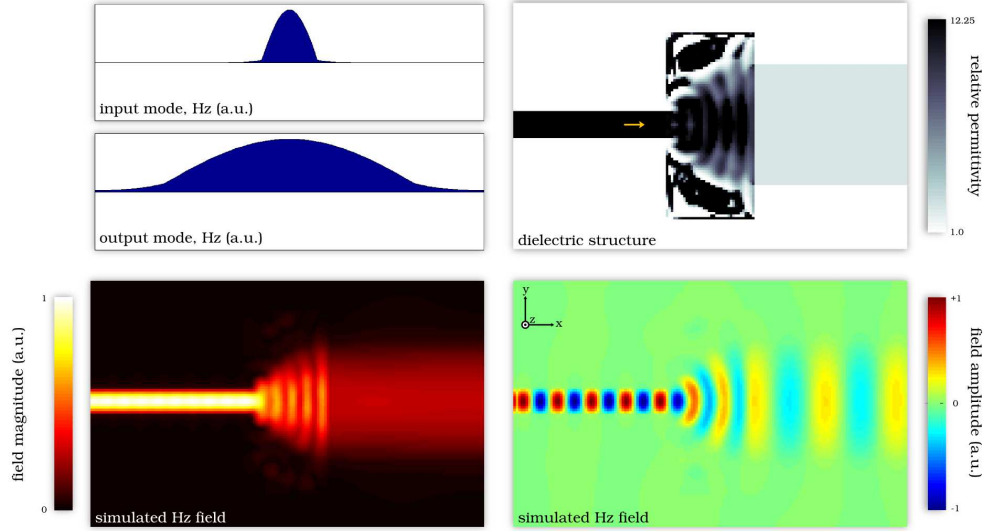 input mode, Hz (a.u.)
output mode, Hz (a.u.)
dielectric structure
12.25
relative permittivity
1.0
field magnitude (a.u.)
1
0
simulated Hz field
y
z
x
simulated Hz field
+1
0
-1
field amplitude (a.u.)